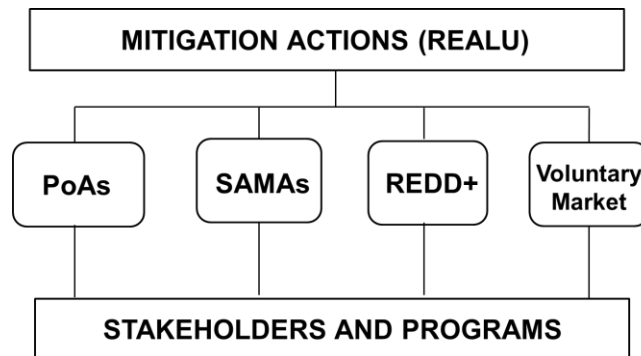 MITIGATION ACTIONS (REALU)
PoAs
SAMAs
REDD+
Voluntary
Market
STAKEHOLDERS AND PROGRAMS